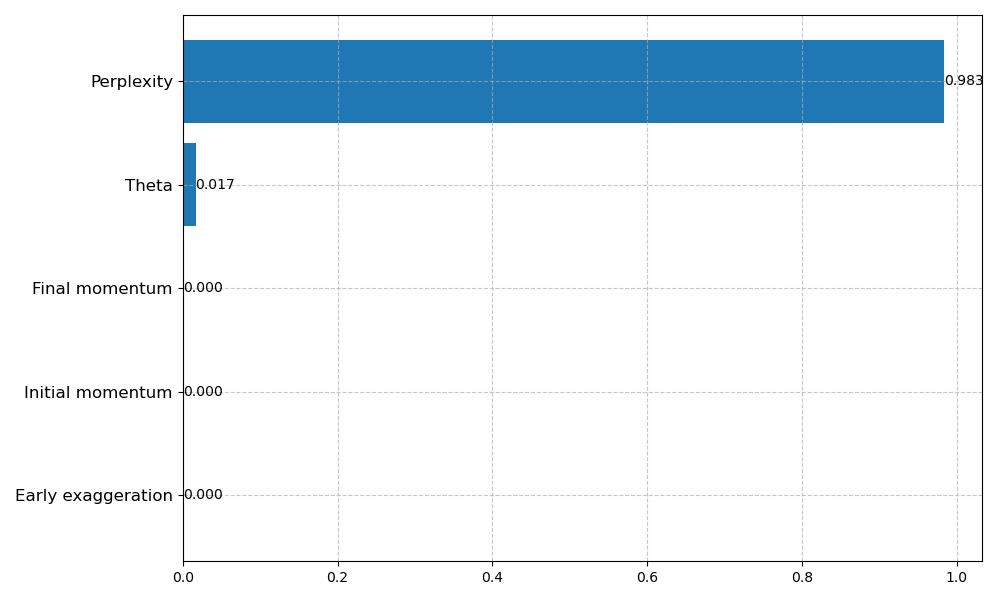 Perplexity 0.983
Theta 0.017
Final momentum 0.000
Initial momentum 0.000
Early exaggeration 0.000
0.0 0.2 0.4 0.6 0.8 1.0